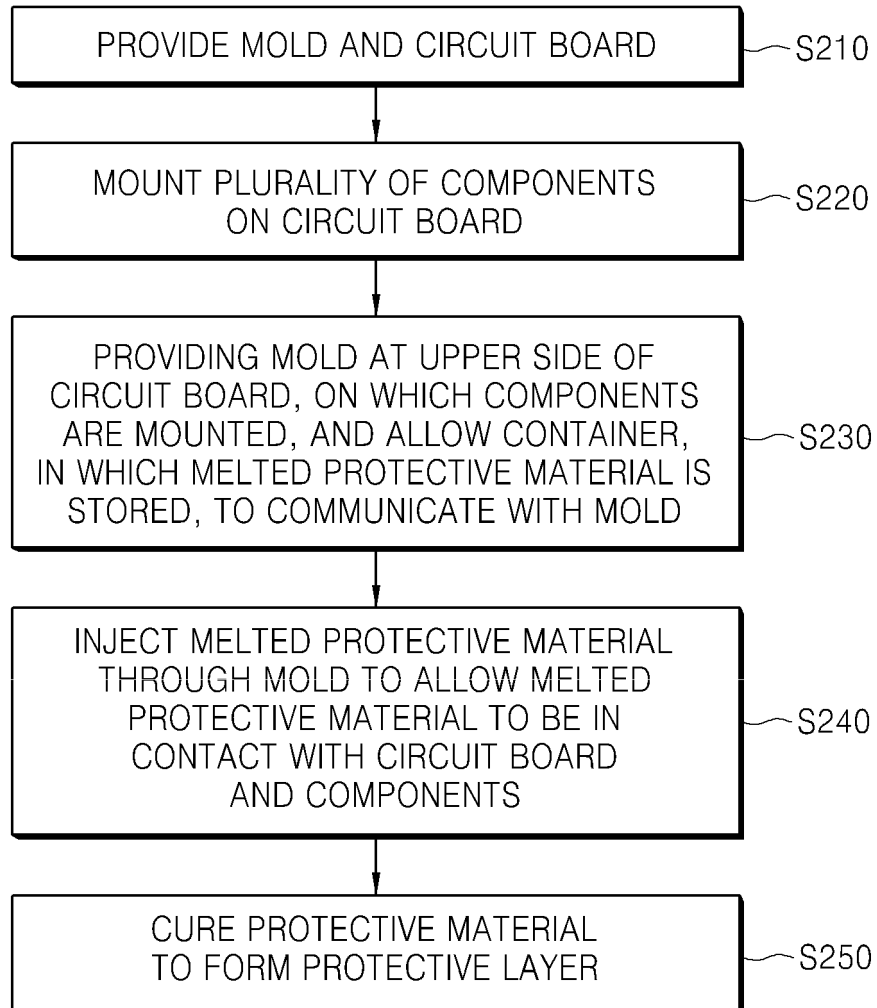 PROVIDE MOLD AND CIRCUIT BOARD
S210
MOUNT PLURALITY OF COMPONENTS
ON CIRCUIT BOARD
S220
PROVIDING MOLD AT UPPER SIDE OF
CIRCUIT BOARD, ON WHICH COMPONENTS
ARE MOUNTED, AND ALLOW CONTAINER,
IN WHICH MELTED PROTECTIVE MATERIAL IS
STORED, TO COMMUNICATE WITH MOLD
S230
INJECT MELTED PROTECTIVE MATERIAL
THROUGH MOLD TO ALLOW MELTED
PROTECTIVE MATERIAL TO BE IN
CONTACT WITH CIRCUIT BOARD
AND COMPONENTS
S240
CURE PROTECTIVE MATERIAL
TO FORM PROTECTIVE LAYER
S250